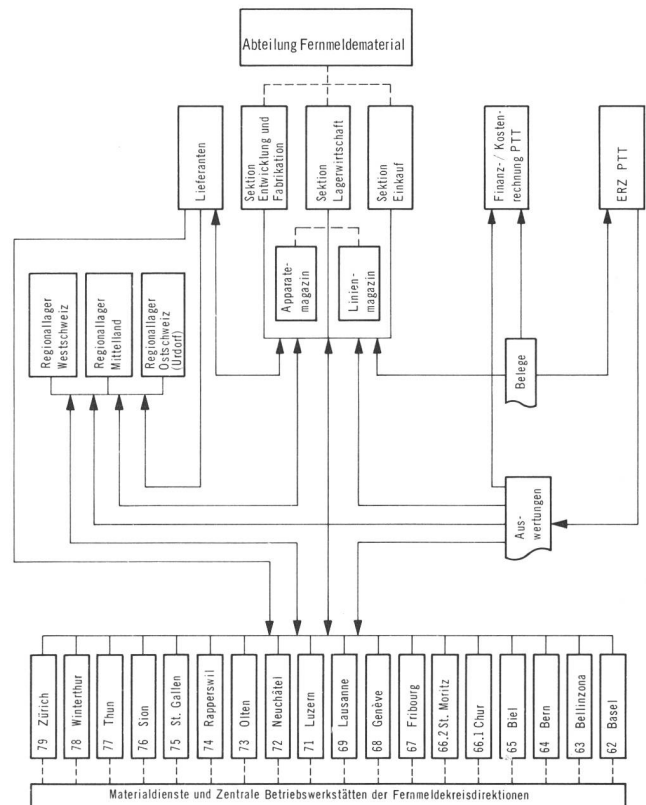 Abteilung Fernmeldematerial
Lieferanten
Sektion
Entwicklung und
Fabrikation
Sektion
Lagerwirtschaft
Sektion
Einkauf
Finanz-/Kosten-
rechnung PTT
ERZ PTT
Apparate-
magazin
Linien-
magazin
Regionallager
Westschweiz
Regionallager
Mittelland
Regionallager
Ostschweiz
(Urdorf)
Belege
Aus-
wertungen
79 Zürich
78 Winterthur
77 Thun
76 Sion
75 St. Gallen
74 Rapperswil
73 Olten
72 Neuchâtel
71 Luzern
69 Lausanne
68 Genève
67 Fribourg
66.2 St. Moritz
66.1 Chur
65 Biel
64 Bern
63 Bellinzona
62 Basel
Materialdienste und Zentrale Betriebswerkstätten der Fernmeldekreisdirektionen